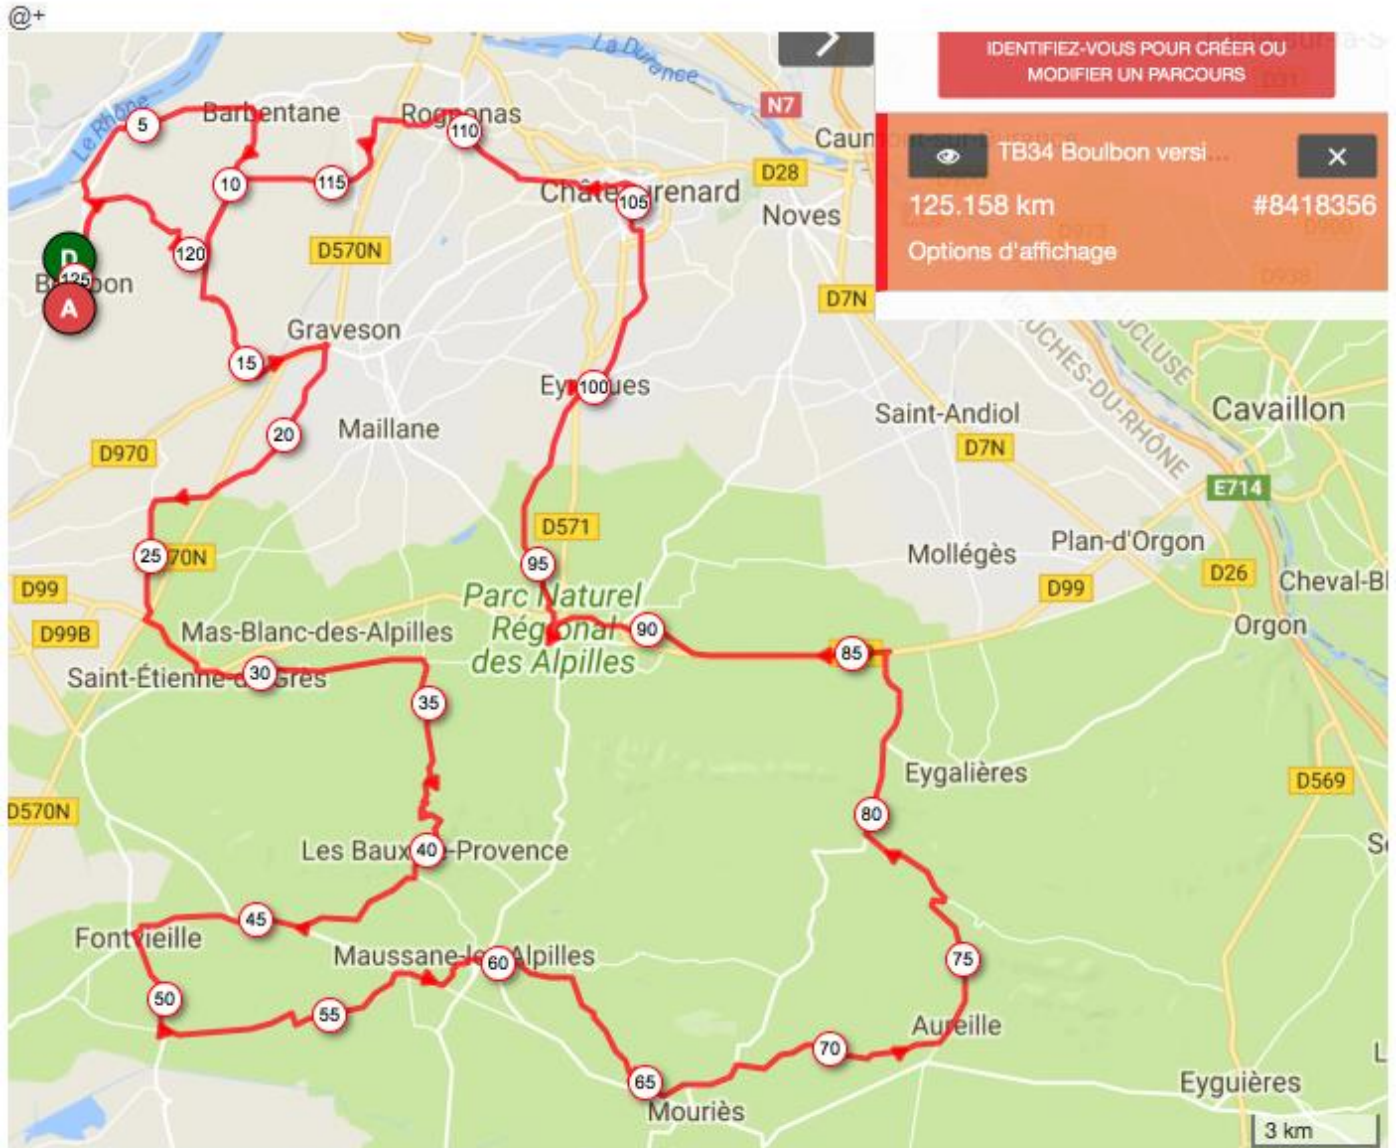 @+
IDENTIFIEZ-VOUS POUR CRÉER OU
MODIFIER UN PARCOURS
TB34 Boulbon versi...
125.158 km
#8418356
Options d'affichage
La Durance
Le Rhône
5
Barbentane
Rognonas
110
N7
D28
10
115
105
Noves
D570N
120
D
125
A
D7N
Graveson
15
100
BOUCHES-DU-RHÔNE
VAUCLUSE
Saint-Andiol
Cavaillon
20
Maillane
D970
D7N
E714
D571
25
70N
95
Mollégès
Plan-d'Orgon
D99
D99
D26
Cheval-Bl
Parc Naturel
Régional
des Alpilles
D99B
Mas-Blanc-des-Alpilles
90
Orgon
85
30
35
Eygalières
D569
D570N
80
Les Baux-de-Provence
40
45
Fontvieille
Maussane-les-Alpilles
60
75
50
55
Aureille
70
65
Mouriès
Eyguières
3 km